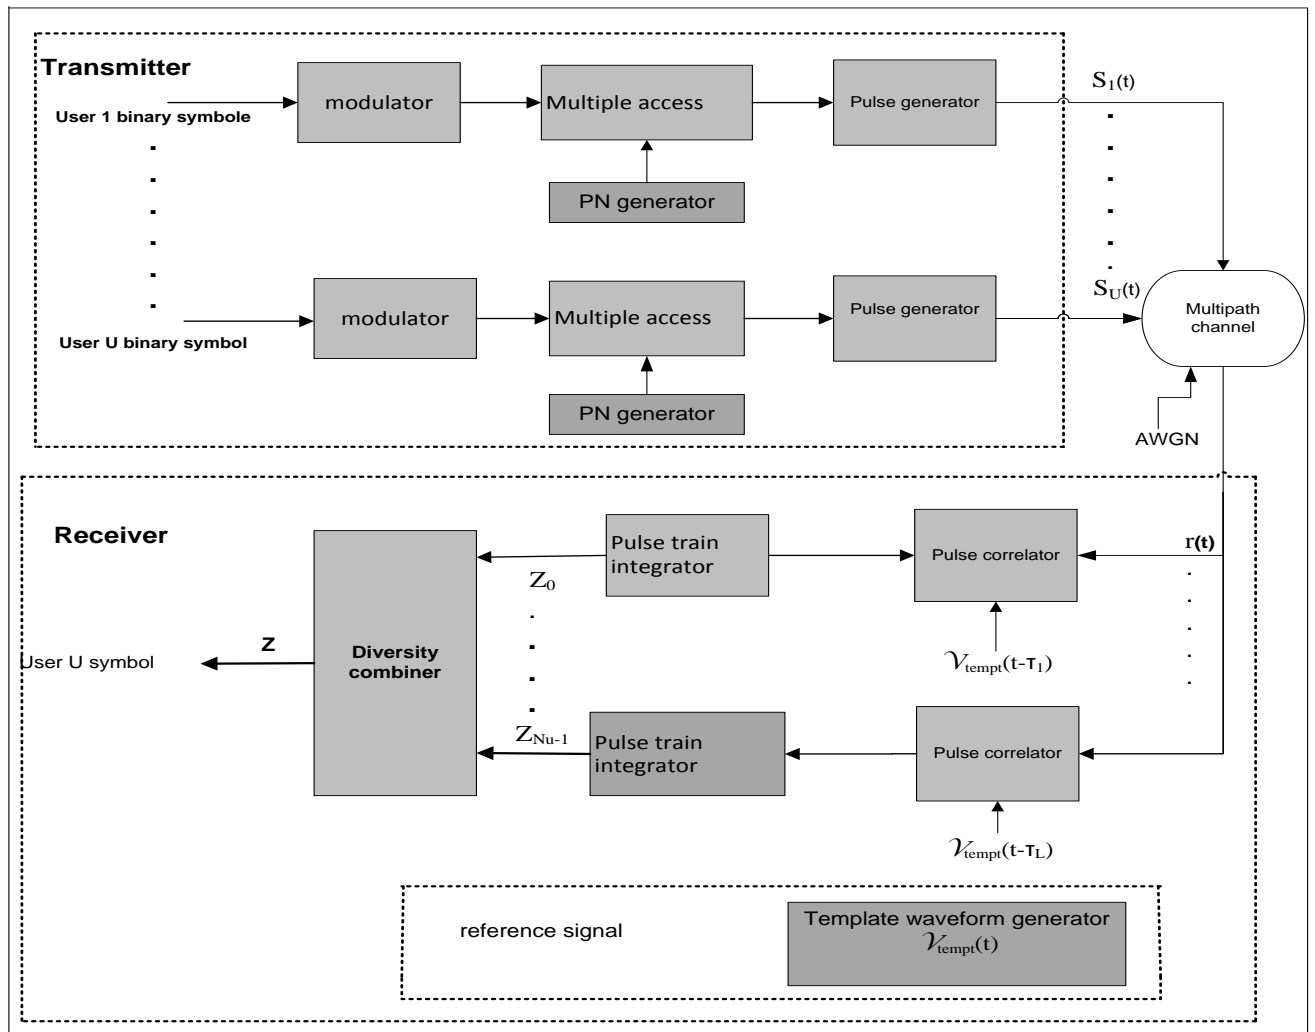 Transmitter
modulator
Multiple access
Pulse generator
S1(t)
User 1 binary symbole
PN generator
modulator
Multiple access
Pulse generator
SU(t)
Multipath
channel
User U binary symbol
PN generator
AWGN
Receiver
Pulse train
integrator
Pulse correlator
r(t)
Z0
Z
User U symbol
Diversity
combiner
𝒱tempt(t-τ1)
ZNu-1
Pulse train
integrator
Pulse correlator
𝒱tempt(t-τL)
reference signal
Template waveform generator
𝒱tempt(t)